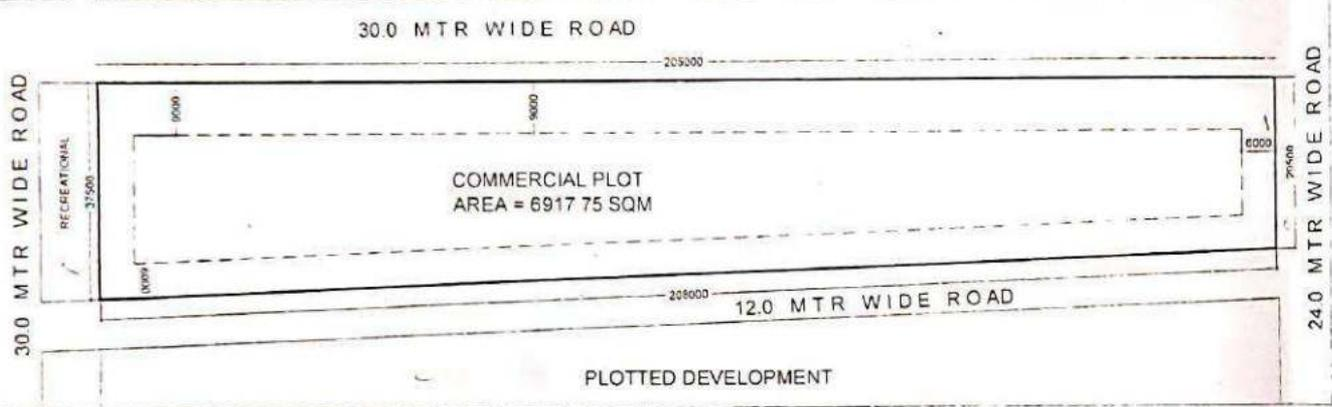 30.0 MTR WIDE ROAD
205000
30.0 MTR WIDE ROAD
RECREATIONAL
37500
9000
9000
COMMERCIAL PLOT
AREA = 6917 75 SQM
6000
24.0 MTR WIDE ROAD
6000
208000
12.0 MTR WIDE ROAD
PLOTTED DEVELOPMENT